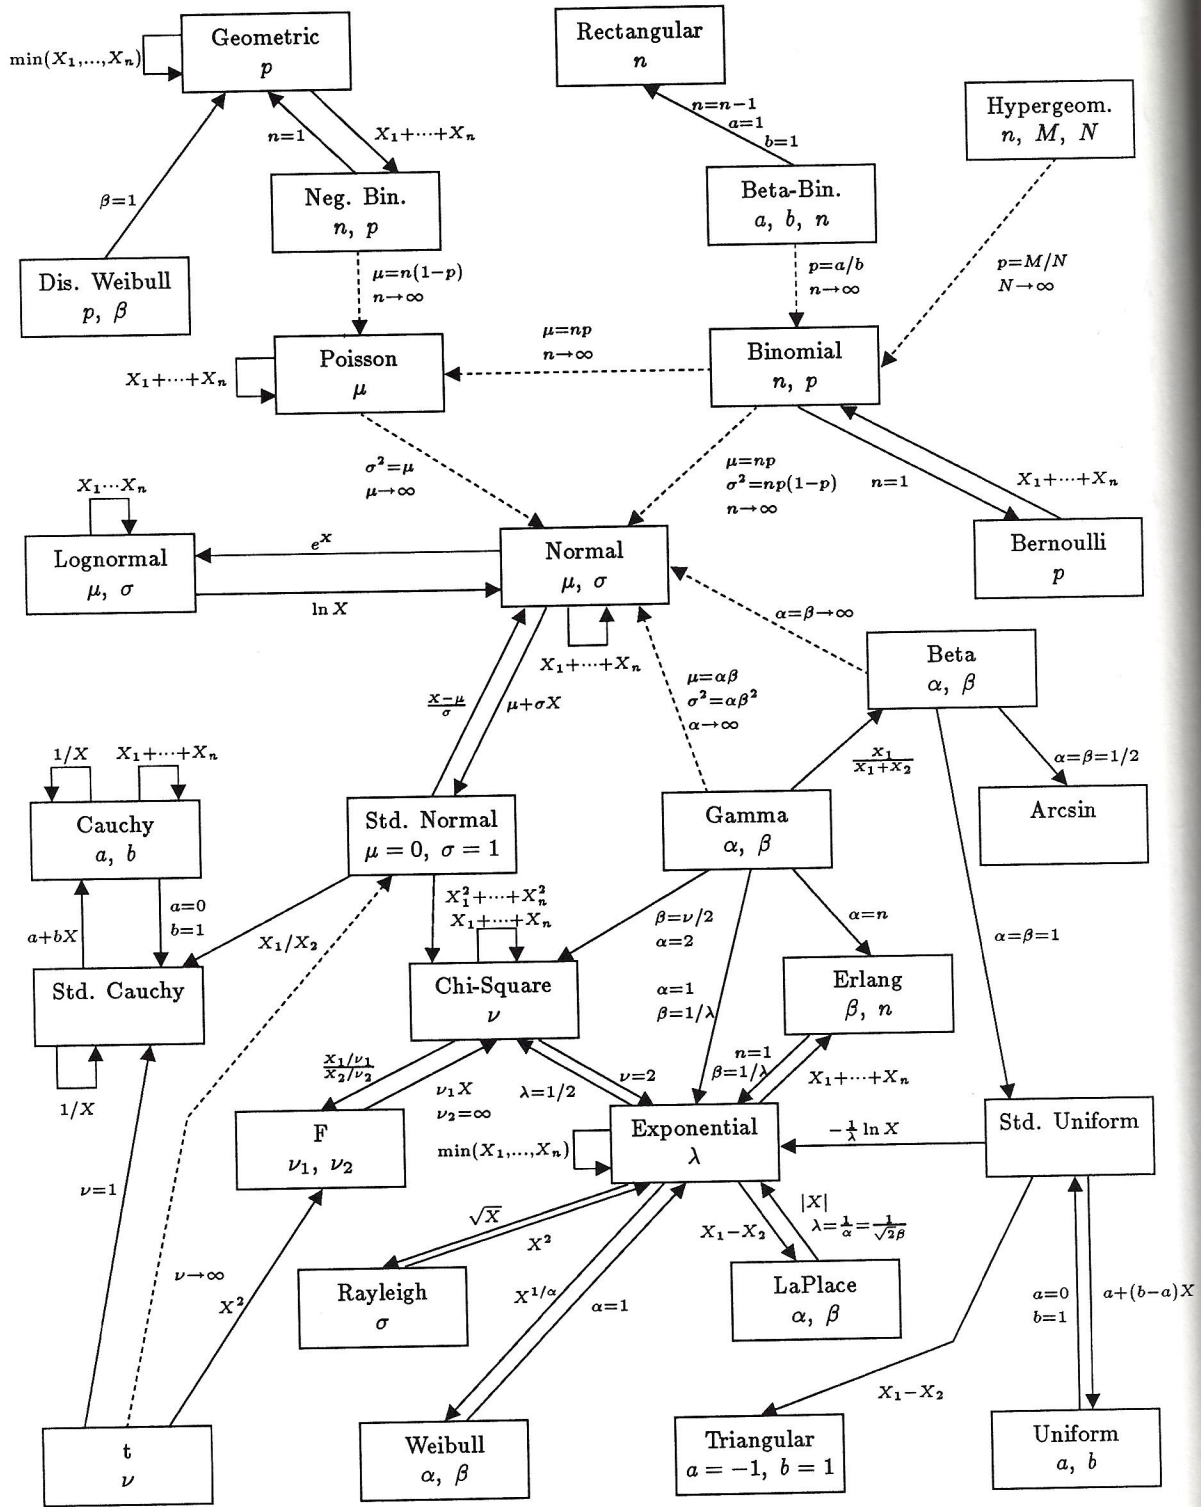 Geometric
p
min(X₁,...,Xₙ)
Rectangular
n
n=n−1
a=1
b=1
Hypergeom.
n, M, N
n=1
X₁+⋯+Xₙ
Neg. Bin.
n, p
Beta-Bin.
a, b, n
β=1
Dis. Weibull
p, β
μ=n(1−p)
n→∞
p=a/b
n→∞
p=M/N
N→∞
Poisson
μ
X₁+⋯+Xₙ
μ=np
n→∞
Binomial
n, p
σ²=μ
μ→∞
μ=np
σ²=np(1−p)
n→∞
n=1
X₁+⋯+Xₙ
X₁⋯Xₙ
Lognormal
μ, σ
eˣ
ln X
Normal
μ, σ
X₁+⋯+Xₙ
Bernoulli
p
α=β→∞
Beta
α, β
(X−μ)/σ
μ+σX
μ=αβ
σ²=αβ²
α→∞
X₁/(X₁+X₂)
α=β=1/2
Arcsin
1/X
X₁+⋯+Xₙ
Cauchy
a, b
Std. Normal
μ = 0, σ = 1
Gamma
α, β
a+bX
a=0
b=1
X₁/X₂
X₁²+⋯+Xₙ²
X₁+⋯+Xₙ
β=ν/2
α=2
α=n
α=β=1
Std. Cauchy
1/X
Chi-Square
ν
α=1
β=1/λ
Erlang
β, n
(X₁/ν₁)/(X₂/ν₂)
ν₁X
ν₂=∞
λ=1/2
ν=2
n=1
β=1/λ
X₁+⋯+Xₙ
F
ν₁, ν₂
min(X₁,...,Xₙ)
Exponential
λ
−(1/λ) ln X
Std. Uniform
ν=1
√X
X²
X₁−X₂
|X|
λ=1/α=1/(√2β)
ν→∞
X²
Rayleigh
σ
X^{1/α}
α=1
LaPlace
α, β
a=0
b=1
a+(b−a)X
X₁−X₂
t
ν
Weibull
α, β
Triangular
a = −1, b = 1
Uniform
a, b